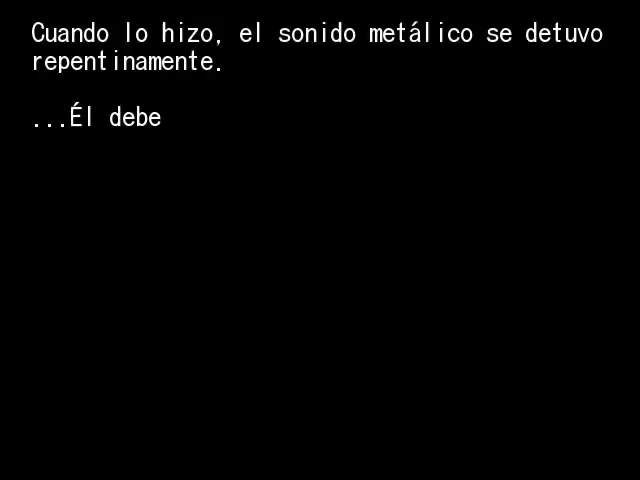 Cuando lo hizo, el sonido metálico se detuvo
repentinamente.
...Él debe